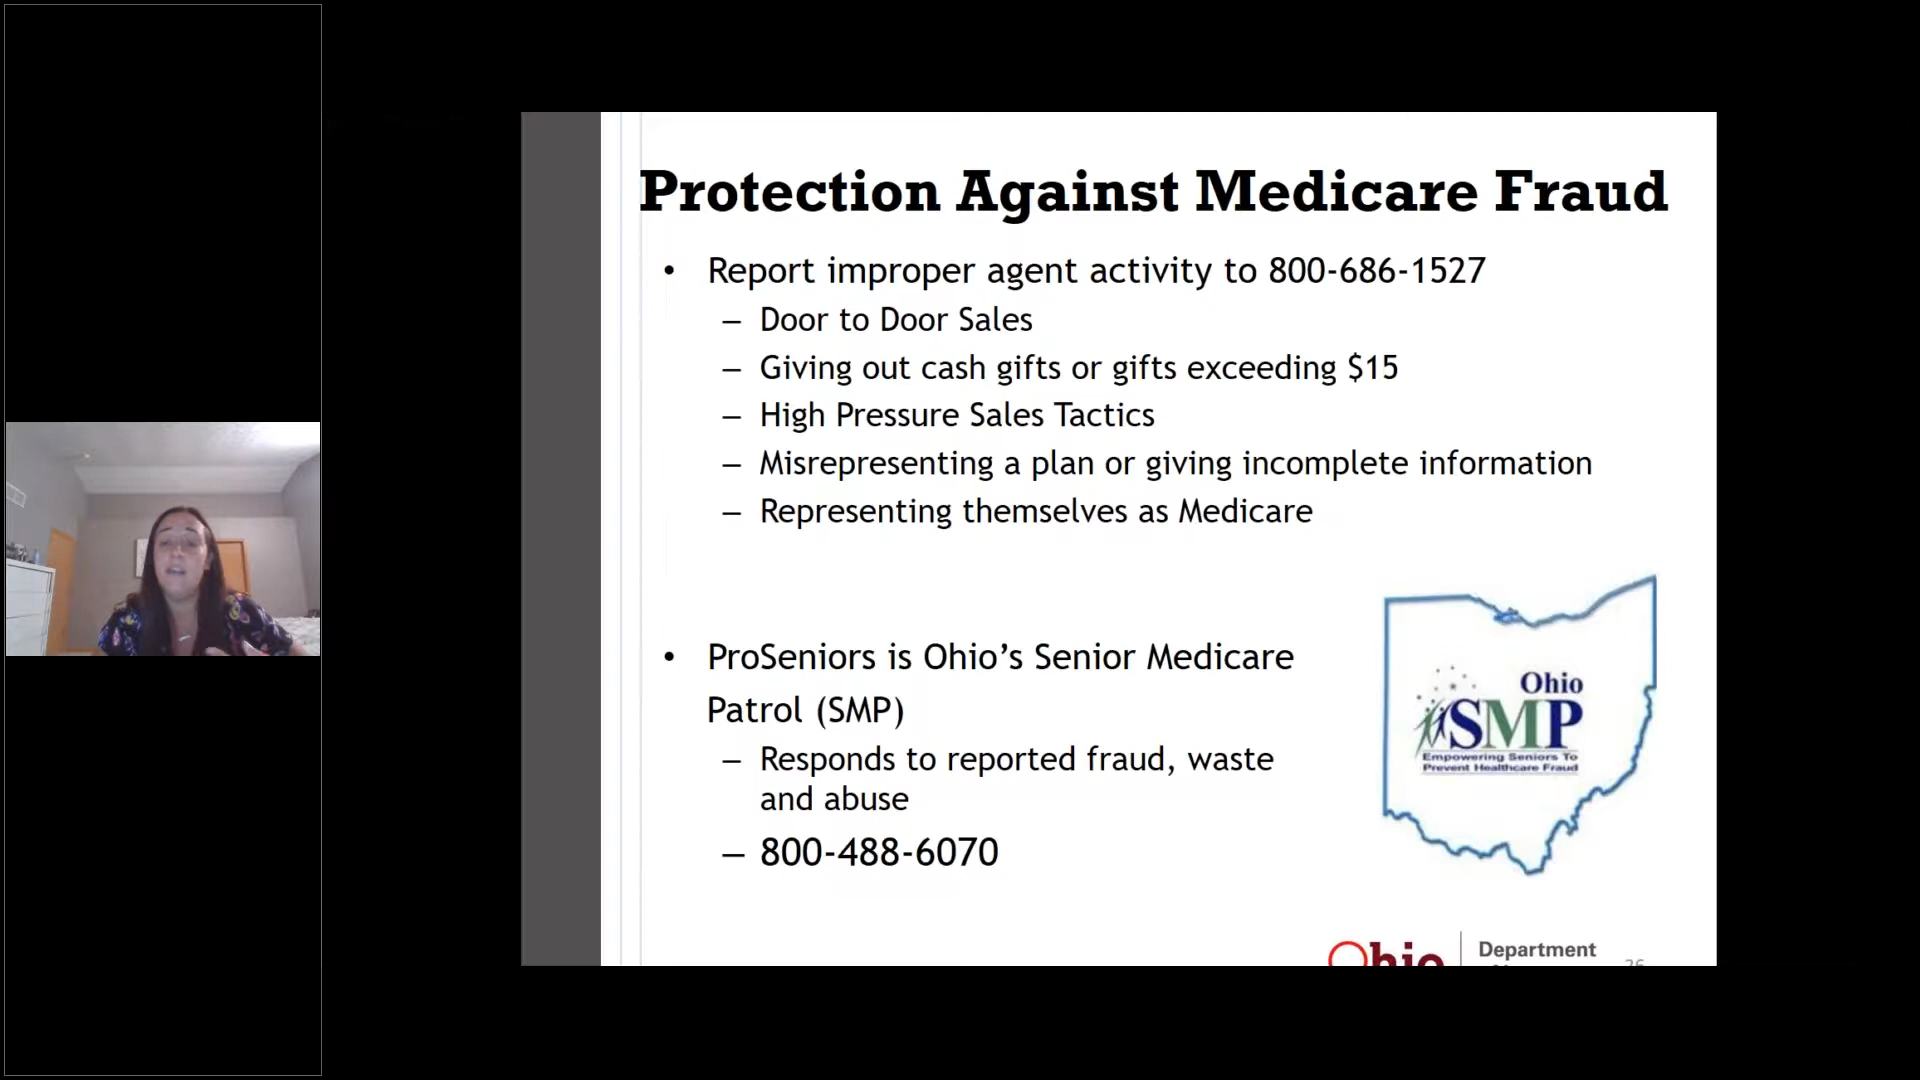 Protection Against Medicare Fraud
• Report improper agent activity to 800-686-1527
– Door to Door Sales
– Giving out cash gifts or gifts exceeding $15
– High Pressure Sales Tactics
– Misrepresenting a plan or giving incomplete information
– Representing themselves as Medicare
• ProSeniors is Ohio’s Senior Medicare
Patrol (SMP)
– Responds to reported fraud, waste
and abuse
– 800-488-6070
Ohio
SMP
Empowering Seniors To
Prevent Healthcare Fraud
Ohio
Department